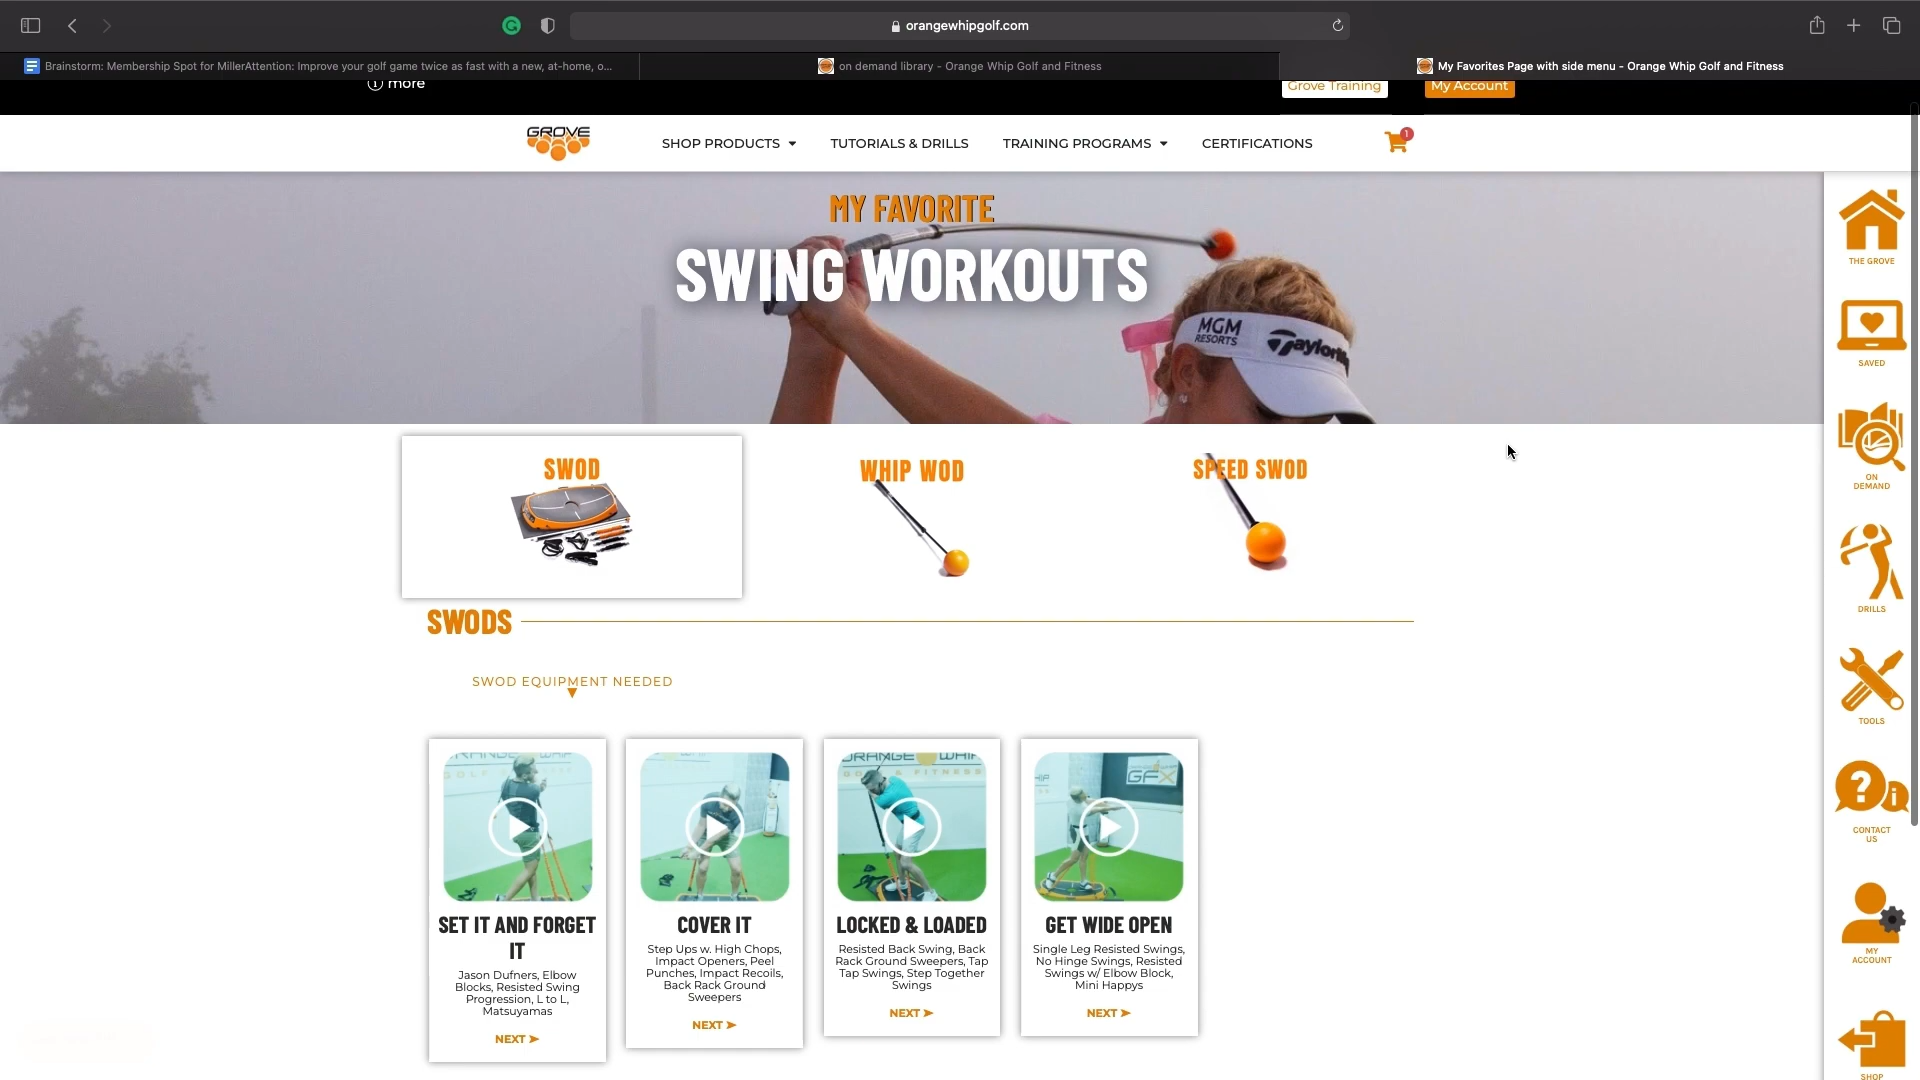 orangewhipgolf.com
Brainstorm: Membership Spot for MillerAttention: Improve your golf game twice as fast with a new, at-home, o...
on demand library - Orange Whip Golf and Fitness
My Favorites Page with side menu - Orange Whip Golf and Fitness
more
Grove Training
My Account
GROVE
SHOP PRODUCTS
TUTORIALS & DRILLS
TRAINING PROGRAMS
CERTIFICATIONS
1
MY FAVORITE
SWING WORKOUTS
MGM
RESORTS
THE GROVE
SAVED
ON
DEMAND
DRILLS
TOOLS
CONTACT
US
MY
ACCOUNT
SHOP
SWOD
WHIP WOD
SPEED SWOD
SWODS
SWOD EQUIPMENT NEEDED
SET IT AND FORGET
IT
Jason Dufners, Elbow
Blocks, Resisted Swing
Progression, L to L,
Matsuyamas
NEXT
COVER IT
Step Ups w. High Chops,
Impact Openers, Peel
Punches, Impact Recoils,
Back Rack Ground
Sweepers
NEXT
LOCKED & LOADED
Resisted Back Swing, Back
Rack Ground Sweepers, Tap
Tap Swings, Step Together
Swings
NEXT
GFX
GET WIDE OPEN
Single Leg Resisted Swings,
No Hinge Swings, Resisted
Swings w/ Elbow Block,
Mini Happys
NEXT